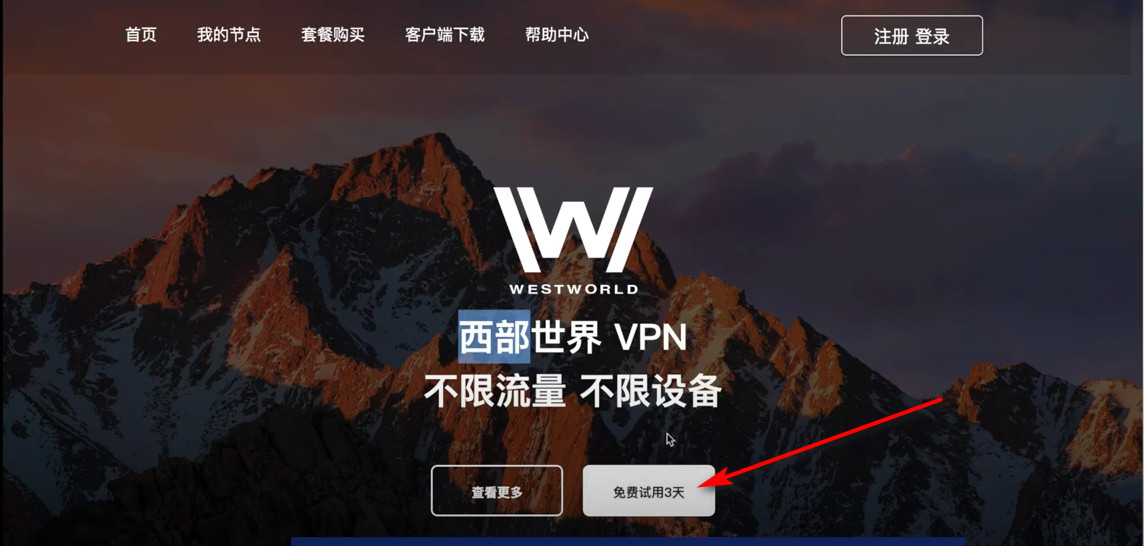 首页 我的节点 套餐购买 客户端下载 帮助中心 注册 登录
WESTWORLD
西部世界 VPN
不限流量 不限设备
查看更多 免费试用3天